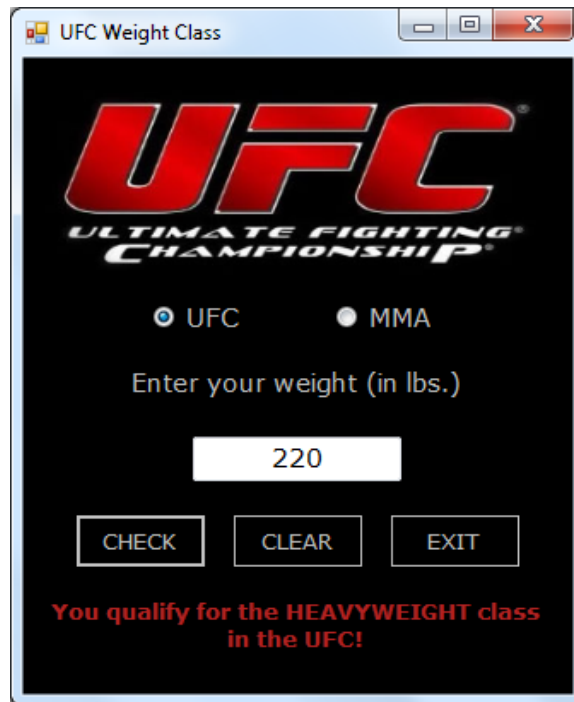 UFC Weight Class
UFC®
ULTIMATE FIGHTING®
CHAMPIONSHIP®
UFC MMA
Enter your weight (in lbs.)
220
CHECK CLEAR EXIT
You qualify for the HEAVYWEIGHT class
in the UFC!